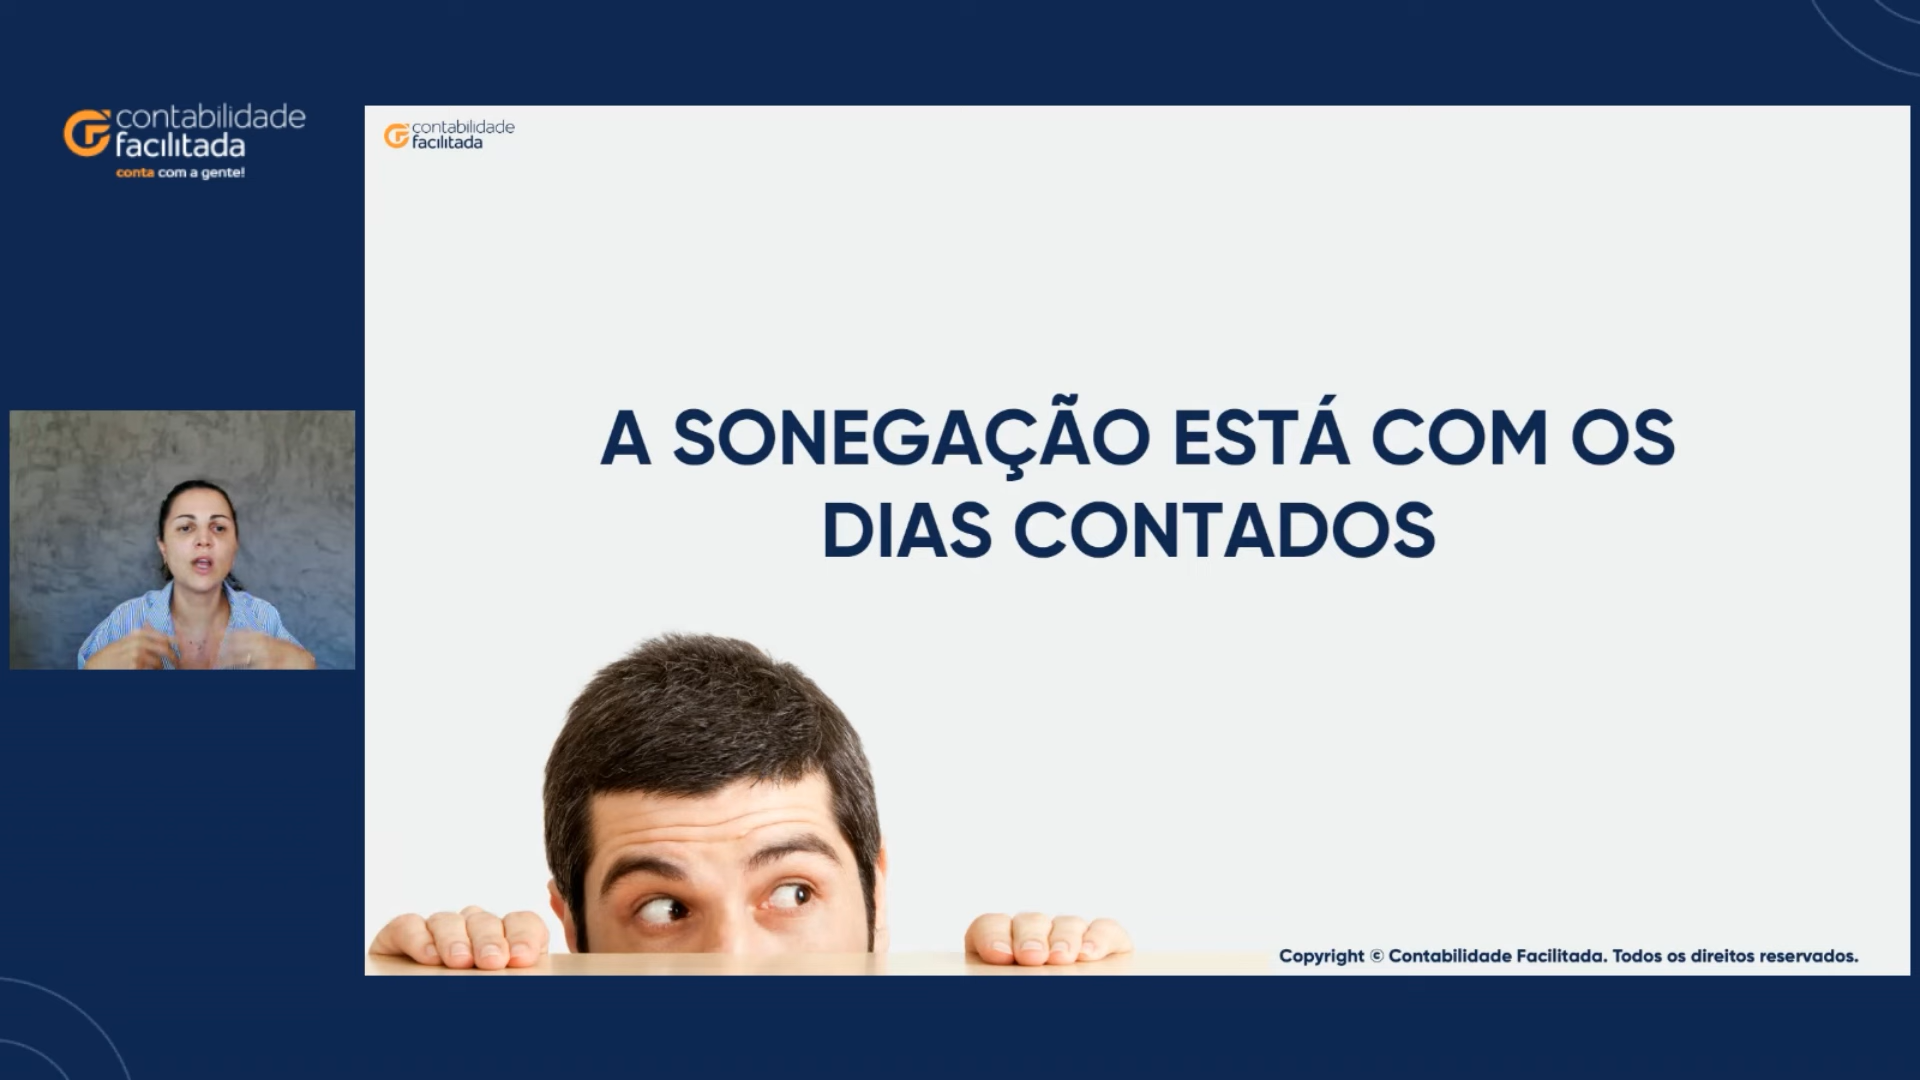 contabilidade
facilitada
conta com a gente!
contabilidade
facilitada
A SONEGAÇÃO ESTÁ COM OS
DIAS CONTADOS
Copyright © Contabilidade Facilitada. Todos os direitos reservados.